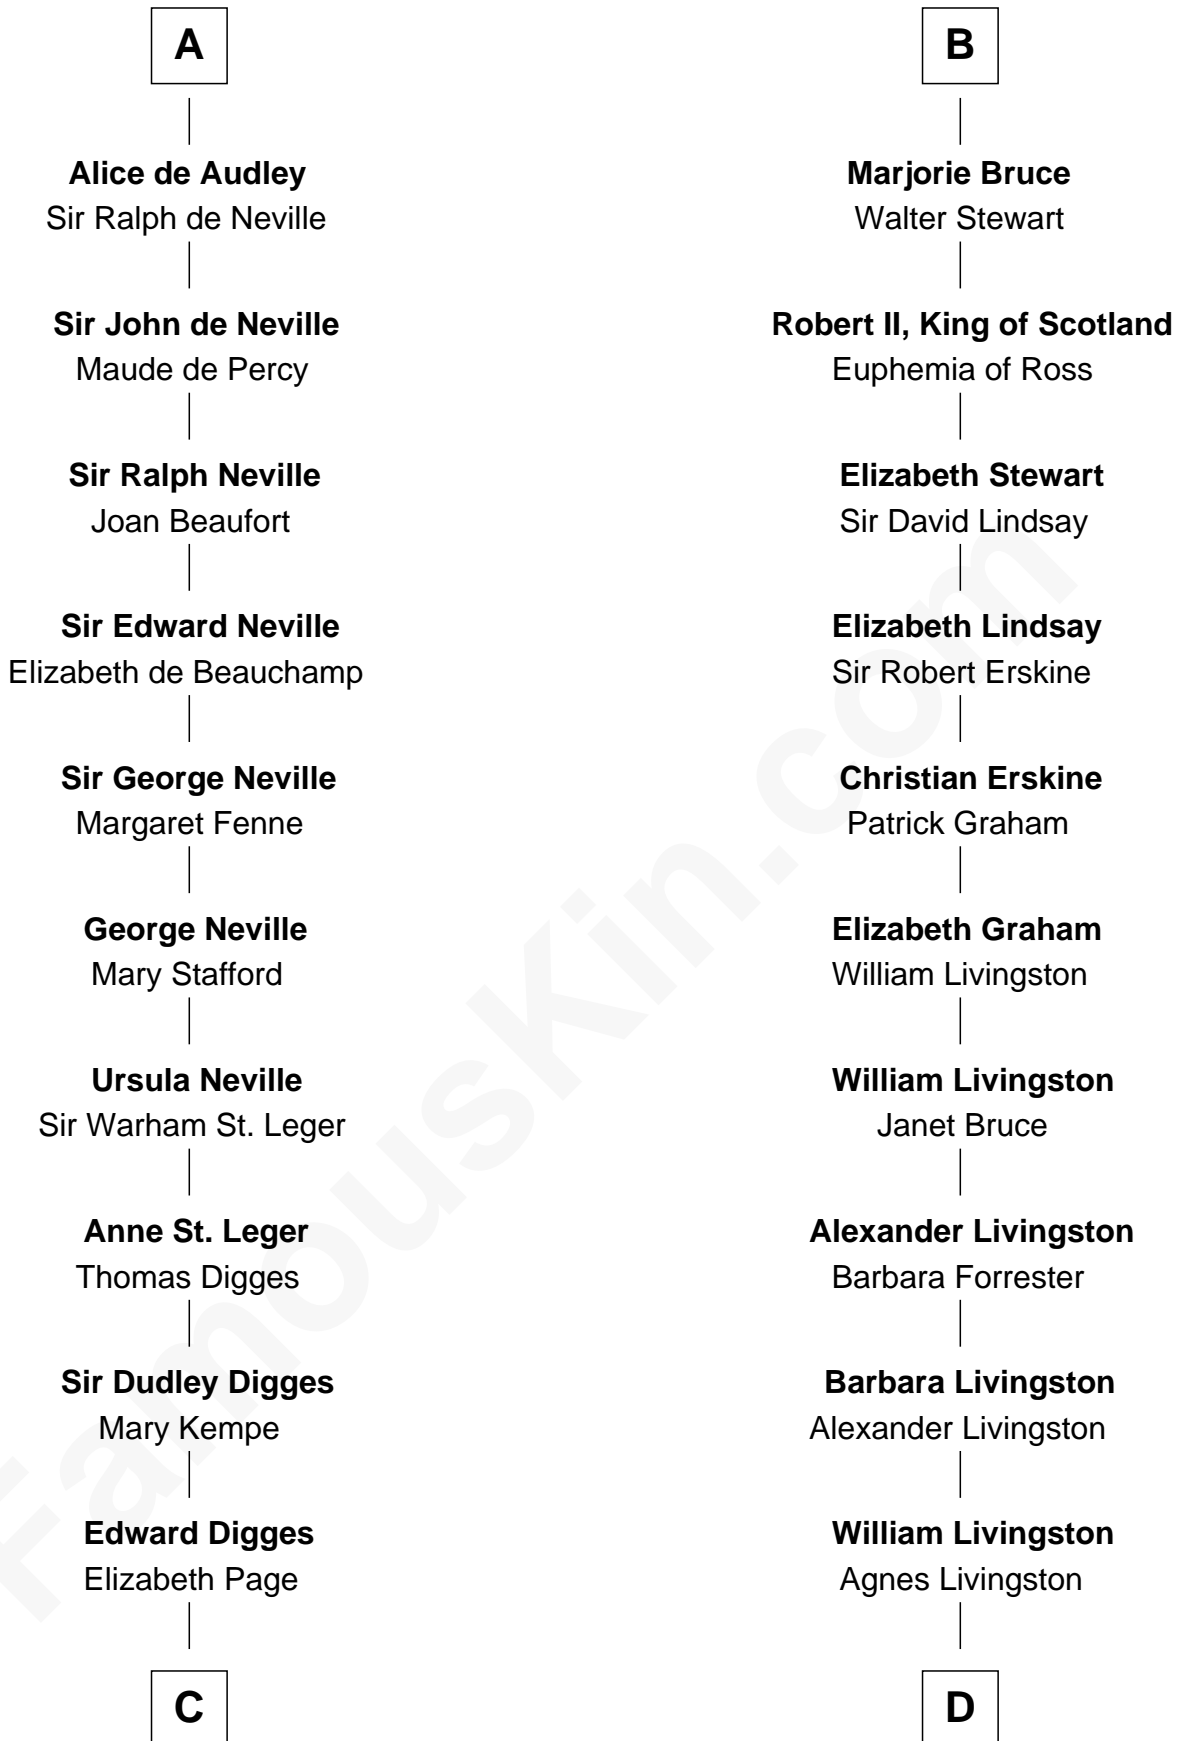 A
Alice de Audley
Sir Ralph de Neville
Sir John de Neville
Maude de Percy
Sir Ralph Neville
Joan Beaufort
Sir Edward Neville
Elizabeth de Beauchamp
Sir George Neville
Margaret Fenne
George Neville
Mary Stafford
Ursula Neville
Sir Warham St. Leger
Anne St. Leger
Thomas Digges
Sir Dudley Digges
Mary Kempe
Edward Digges
Elizabeth Page
C
B
Marjorie Bruce
Walter Stewart
Robert II, King of Scotland
Euphemia of Ross
Elizabeth Stewart
Sir David Lindsay
Elizabeth Lindsay
Sir Robert Erskine
Christian Erskine
Patrick Graham
Elizabeth Graham
William Livingston
William Livingston
Janet Bruce
Alexander Livingston
Barbara Forrester
Barbara Livingston
Alexander Livingston
William Livingston
Agnes Livingston
D
FamousKin.com